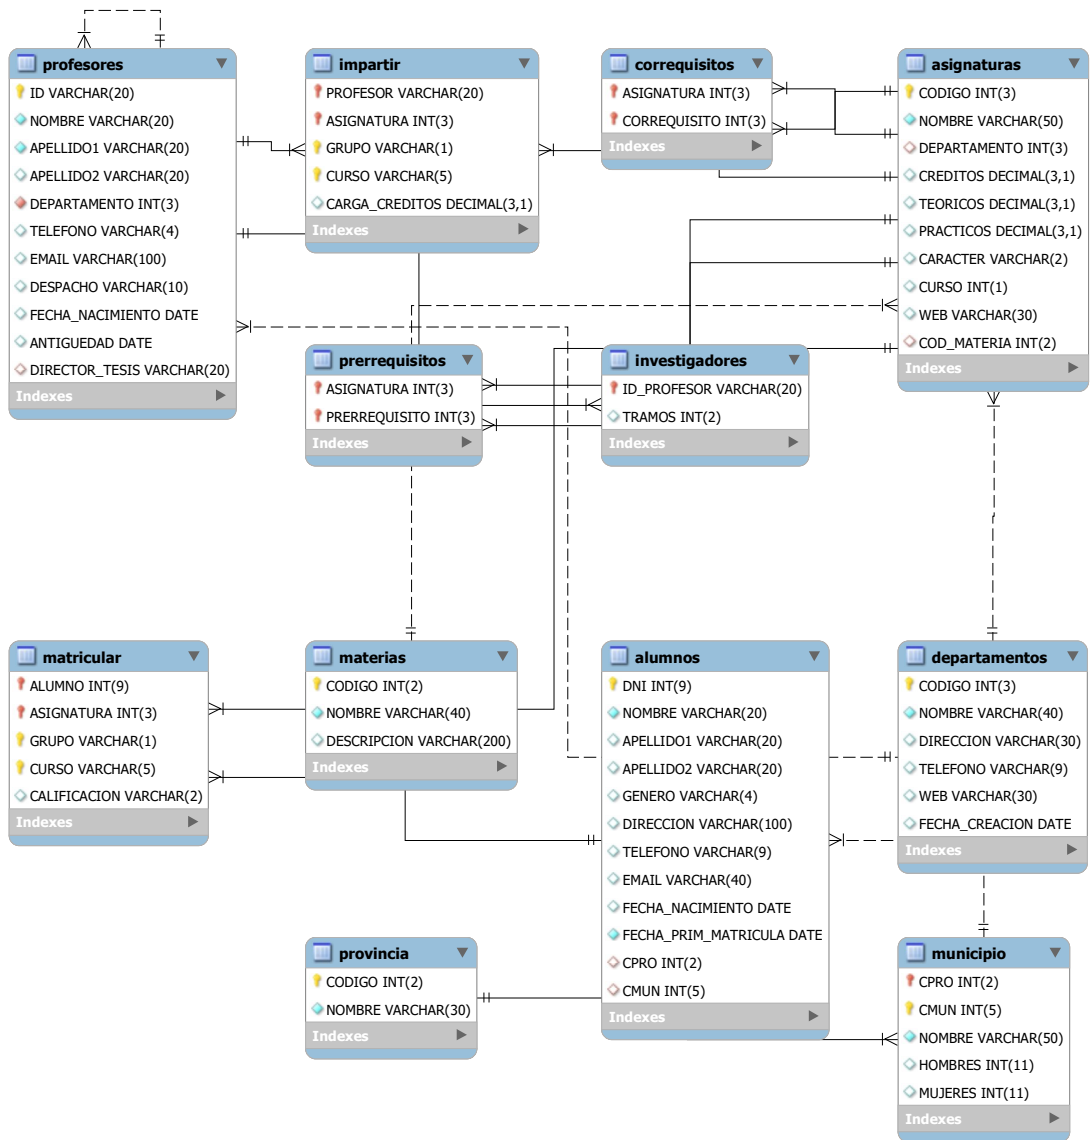 profesores
ID VARCHAR(20)
NOMBRE VARCHAR(20)
APELLIDO1 VARCHAR(20)
APELLIDO2 VARCHAR(20)
DEPARTAMENTO INT(3)
TELEFONO VARCHAR(4)
EMAIL VARCHAR(100)
DESPACHO VARCHAR(10)
FECHA_NACIMIENTO DATE
ANTIGUEDAD DATE
DIRECTOR_TESIS VARCHAR(20)
Indexes
impartir
PROFESOR VARCHAR(20)
ASIGNATURA INT(3)
GRUPO VARCHAR(1)
CURSO VARCHAR(5)
CARGA_CREDITOS DECIMAL(3,1)
Indexes
correquisitos
ASIGNATURA INT(3)
CORREQUISITO INT(3)
Indexes
asignaturas
CODIGO INT(3)
NOMBRE VARCHAR(50)
DEPARTAMENTO INT(3)
CREDITOS DECIMAL(3,1)
TEORICOS DECIMAL(3,1)
PRACTICOS DECIMAL(3,1)
CARACTER VARCHAR(2)
CURSO INT(1)
WEB VARCHAR(30)
COD_MATERIA INT(2)
Indexes
prerrequisitos
ASIGNATURA INT(3)
PRERREQUISITO INT(3)
Indexes
investigadores
ID_PROFESOR VARCHAR(20)
TRAMOS INT(2)
Indexes
matricular
ALUMNO INT(9)
ASIGNATURA INT(3)
GRUPO VARCHAR(1)
CURSO VARCHAR(5)
CALIFICACION VARCHAR(2)
Indexes
materias
CODIGO INT(2)
NOMBRE VARCHAR(40)
DESCRIPCION VARCHAR(200)
Indexes
alumnos
DNI INT(9)
NOMBRE VARCHAR(20)
APELLIDO1 VARCHAR(20)
APELLIDO2 VARCHAR(20)
GENERO VARCHAR(4)
DIRECCION VARCHAR(100)
TELEFONO VARCHAR(9)
EMAIL VARCHAR(40)
FECHA_NACIMIENTO DATE
FECHA_PRIM_MATRICULA DATE
CPRO INT(2)
CMUN INT(5)
Indexes
departamentos
CODIGO INT(3)
NOMBRE VARCHAR(40)
DIRECCION VARCHAR(30)
TELEFONO VARCHAR(9)
WEB VARCHAR(30)
FECHA_CREACION DATE
Indexes
provincia
CODIGO INT(2)
NOMBRE VARCHAR(30)
Indexes
municipio
CPRO INT(2)
CMUN INT(5)
NOMBRE VARCHAR(50)
HOMBRES INT(11)
MUJERES INT(11)
Indexes